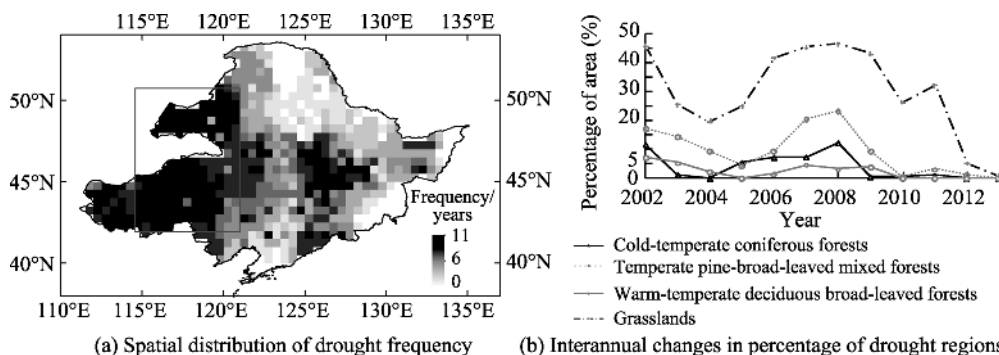 115°E 120°E 125°E 130°E
50°N
45°N
40°N
50°N
45°N
40°N
Frequency/
years
11
6
0
110°E 115°E 120°E 125°E 130°E 135°E
(a) Spatial distribution of drought frequency
Percentage of area (%)
50
40
30
20
10
5
0
2002 2004 2006 2008 2010 2012
Year
Cold-temperate coniferous forests
Temperate pine-broad-leaved mixed forests
Warm-temperate deciduous broad-leaved forests
Grasslands
(b) Interannual changes in percentage of drought regions